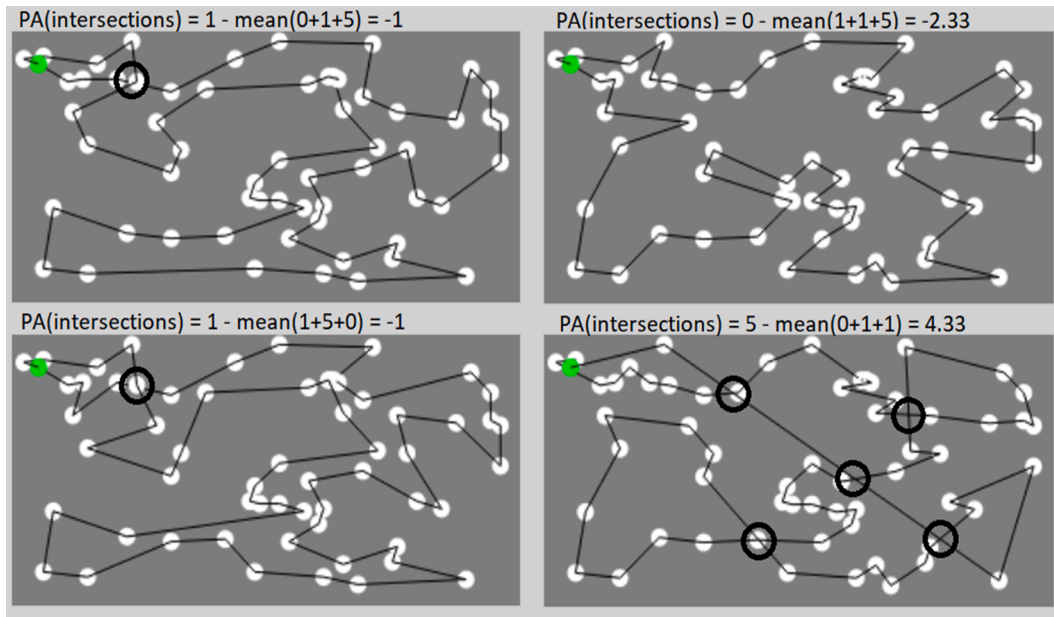 PA(intersections) = 1 - mean(0+1+5) = -1
PA(intersections) = 0 - mean(1+1+5) = -2.33
PA(intersections) = 1 - mean(1+5+0) = -1
PA(intersections) = 5 - mean(0+1+1) = 4.33